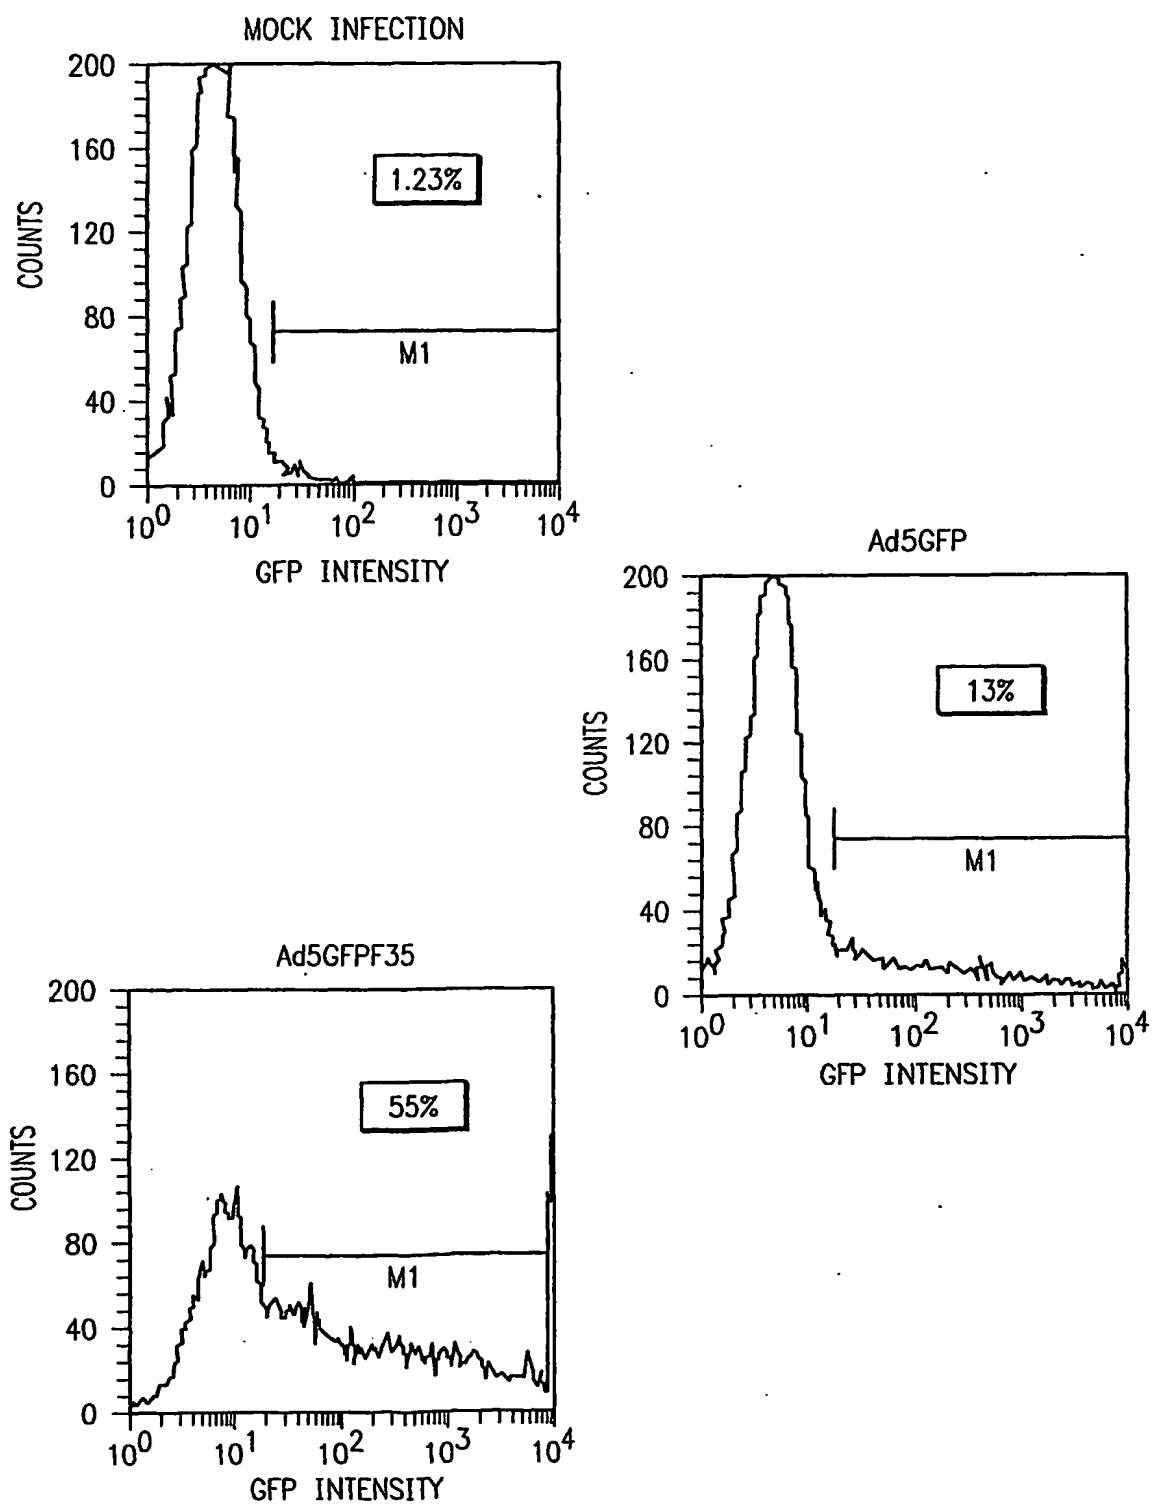 MOCK INFECTION
200
160
120
80
40
0
COUNTS
1.23%
M1
10^0 10^1 10^2 10^3 10^4
GFP INTENSITY
Ad5GFP
200
160
120
80
40
0
COUNTS
13%
M1
10^0 10^1 10^2 10^3 10^4
GFP INTENSITY
Ad5GFPF35
200
160
120
80
40
0
COUNTS
55%
M1
10^0 10^1 10^2 10^3 10^4
GFP INTENSITY